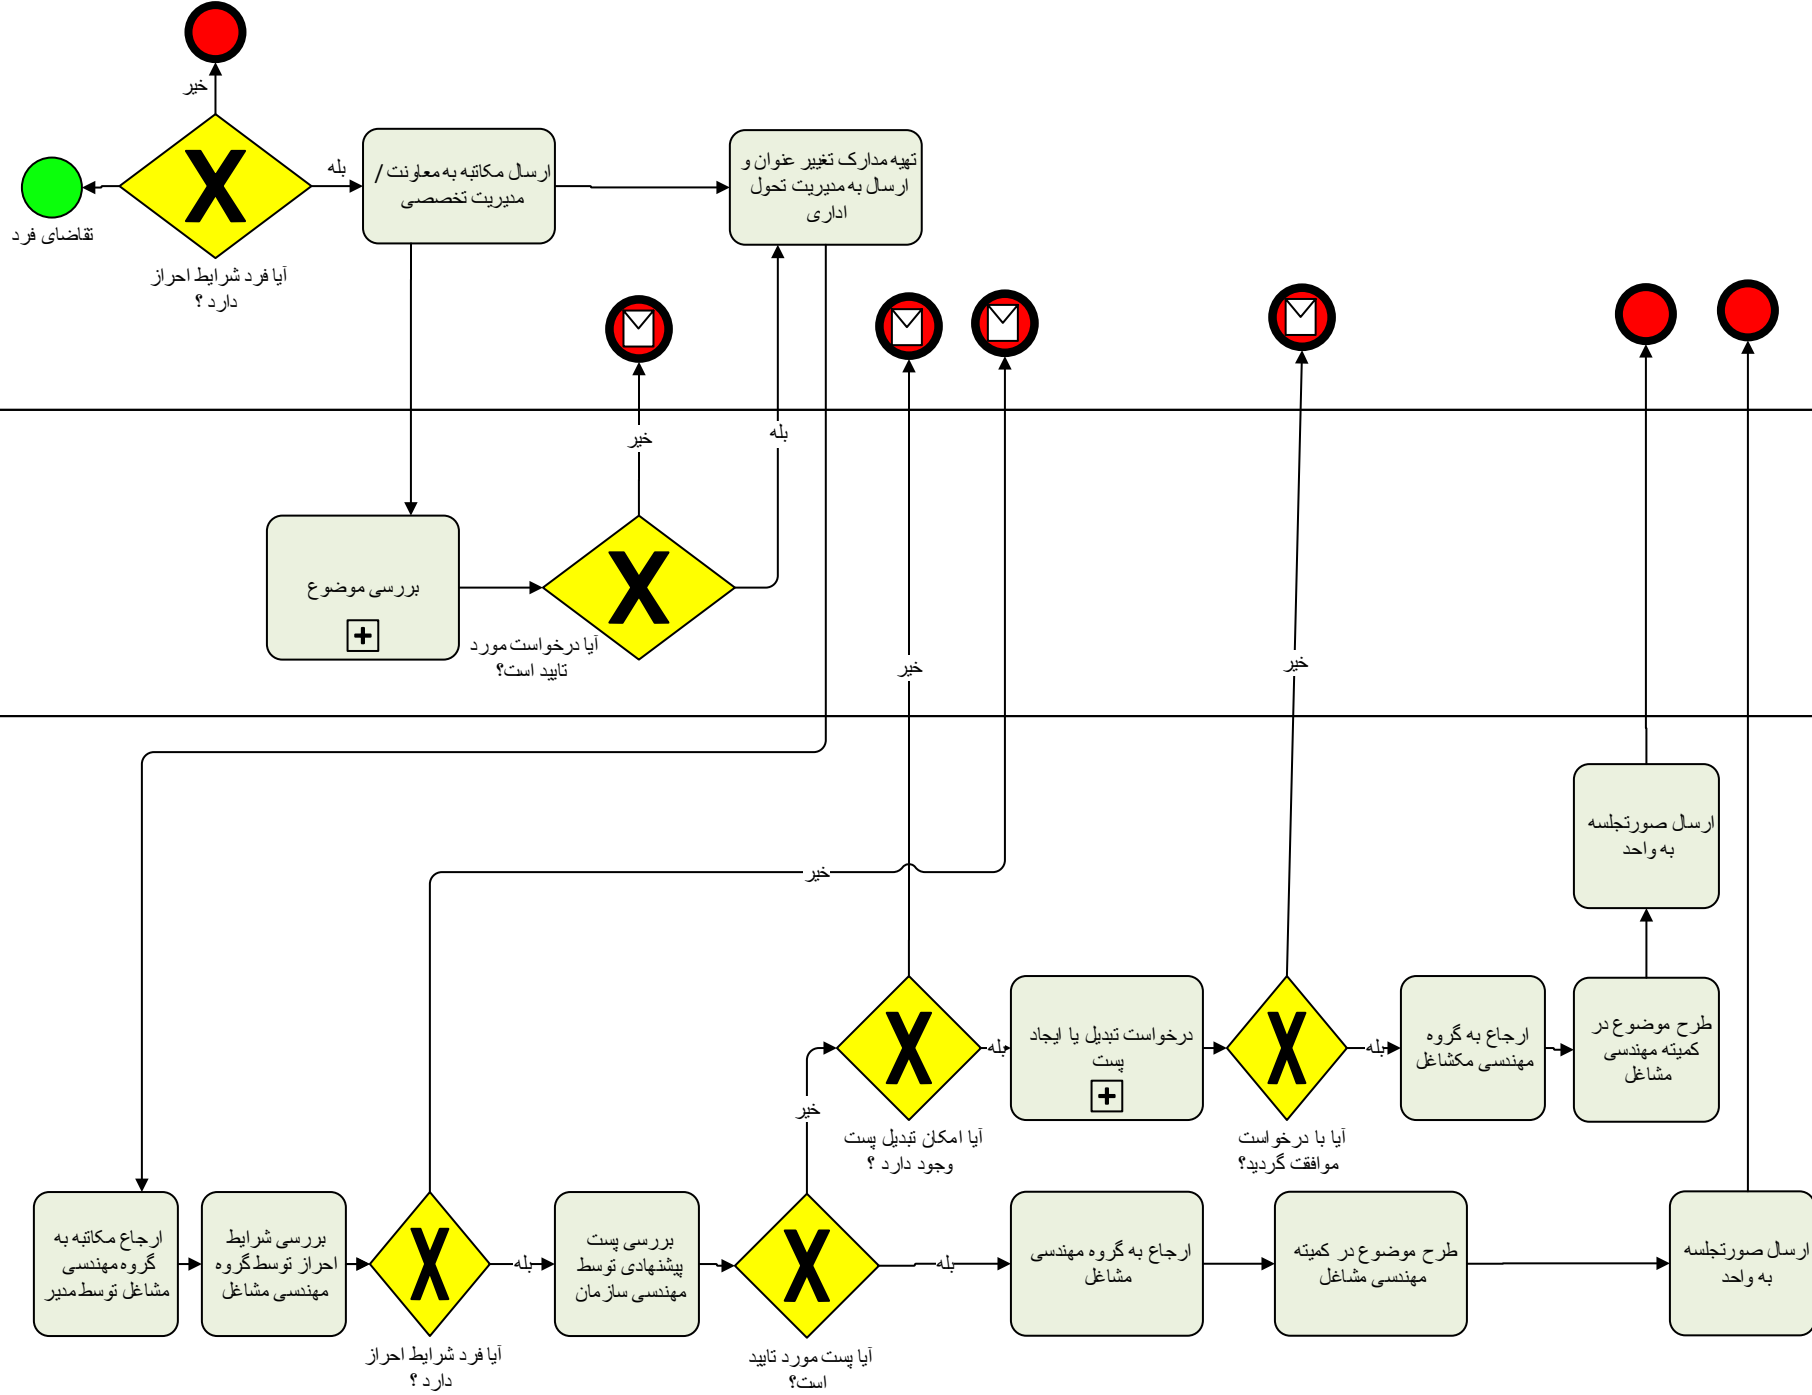 خیر
بله
تقاضای فرد
آیا فرد شرایط احراز
دارد ؟
ارسال مکاتبه به معاونت /
مدیریت تخصصی
تهیه مدارک تغییر عنوان و
ارسال به مدیریت تحول
اداری
خیر
بله
بررسی موضوع
آیا درخواست مورد
تایید است؟
خیر
خیر
ارسال صورتجلسه
به واحد
خیر
درخواست تبدیل یا ایجاد
پست
بله
بله
ارجاع به گروه
مهندسی مکشاغل
طرح موضوع در
کمیته مهندسی
مشاغل
خیر
آیا امکان تبدیل پست
وجود دارد ؟
آیا با درخواست
موافقت گردید؟
ارجاع مکاتبه به
گروه مهندسی
مشاغل توسط مدیر
بررسی شرایط
احراز توسط گروه
مهندسی مشاغل
بله
بررسی پست
پیشنهادی توسط
مهندسی سازمان
بله
ارجاع به گروه مهندسی
مشاغل
طرح موضوع در کمیته
مهندسی مشاغل
ارسال صورتجلسه
به واحد
آیا فرد شرایط احراز
دارد ؟
آیا پست مورد تایید
است؟